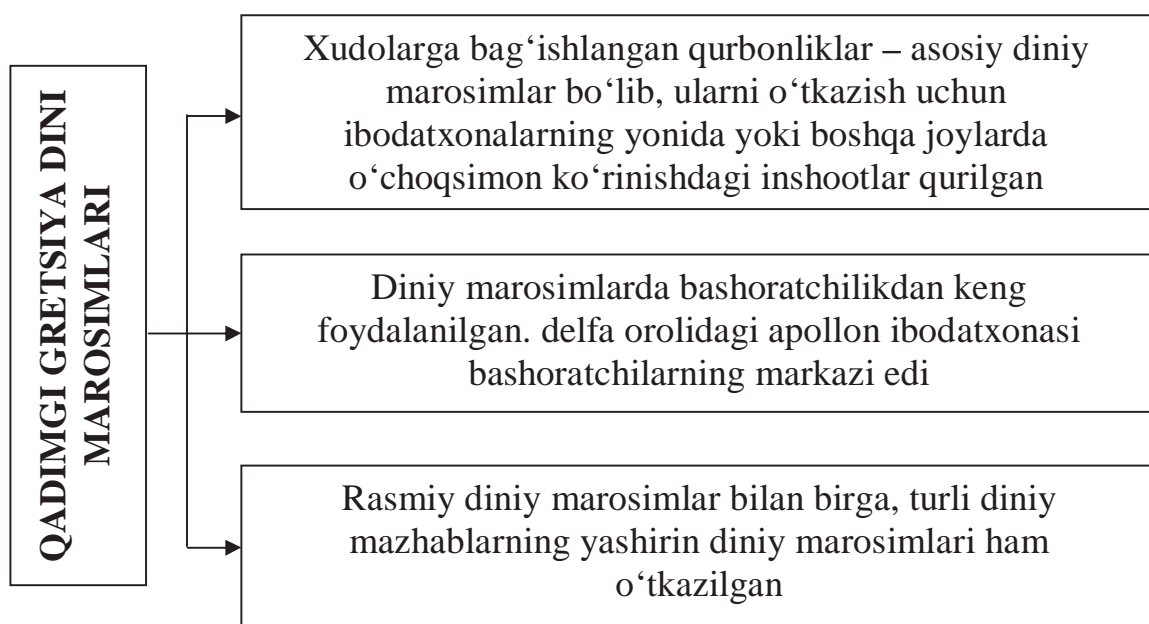 QADIMGI GRETSIYA DINI
MAROSIMLARI
Xudolarga bag‘ishlangan qurbonliklar – asosiy diniy
marosimlar bo‘lib, ularni o‘tkazish uchun
ibodatxonalarning yonida yoki boshqa joylarda
o‘choqsimon ko‘rinishdagi inshootlar qurilgan
Diniy marosimlarda bashoratchilikdan keng
foydalanilgan. delfa orolidagi apollon ibodatxonasi
bashoratchilarning markazi edi
Rasmiy diniy marosimlar bilan birga, turli diniy
mazhablarning yashirin diniy marosimlari ham
o‘tkazilgan